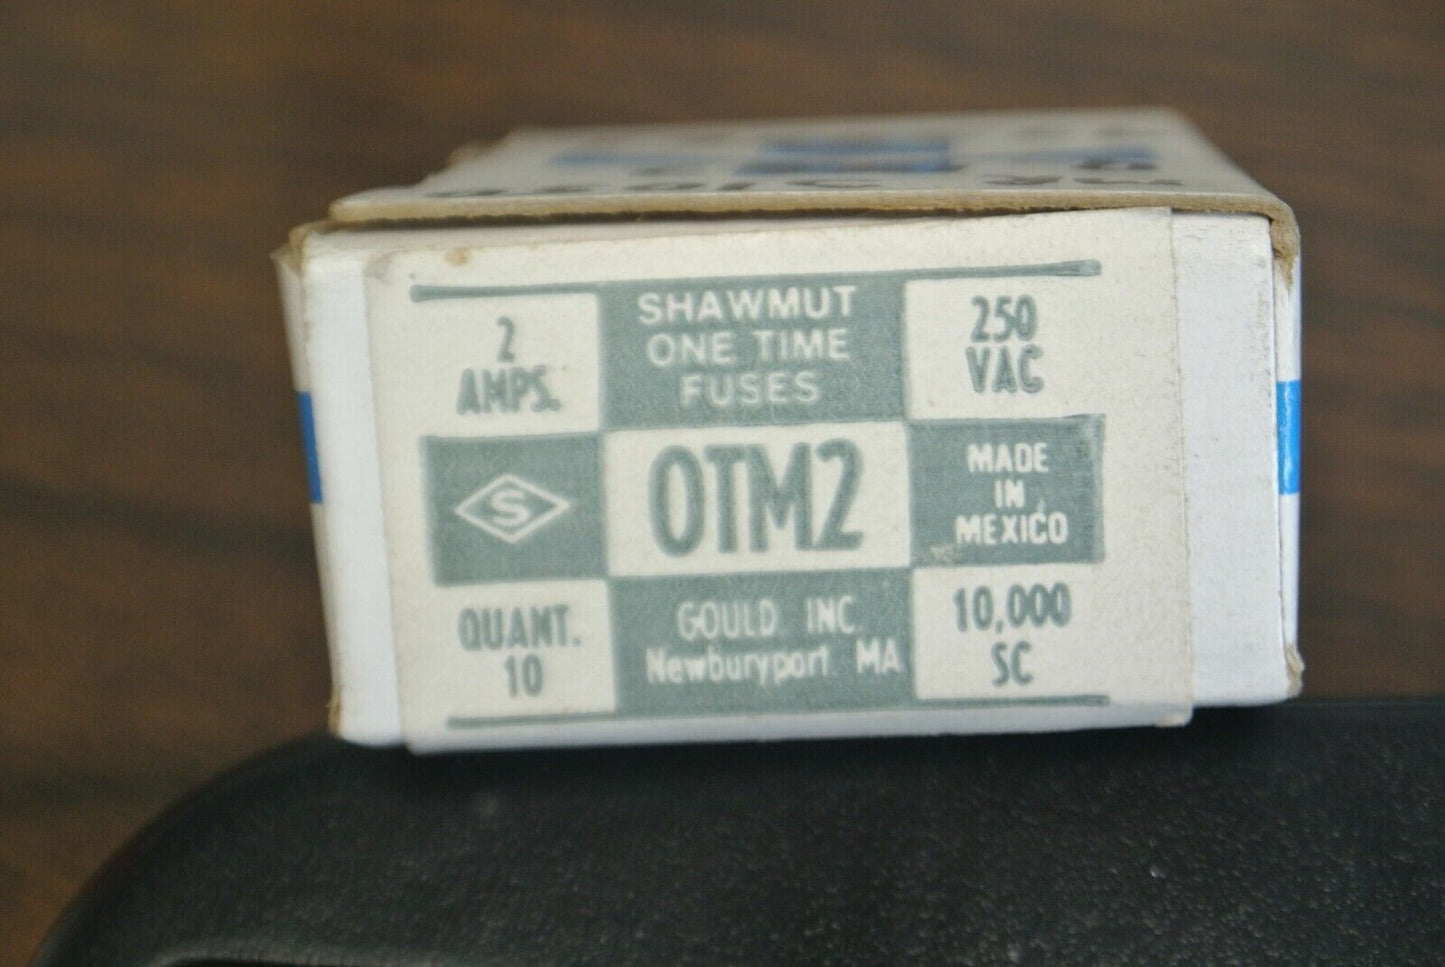 2
AMPS.
SHAWMUT
ONE TIME
FUSES
250
VAC
S
OTM2
MADE
IN
MEXICO
QUANT.
10
GOULD INC.
Newburyport MA
10,000
SC